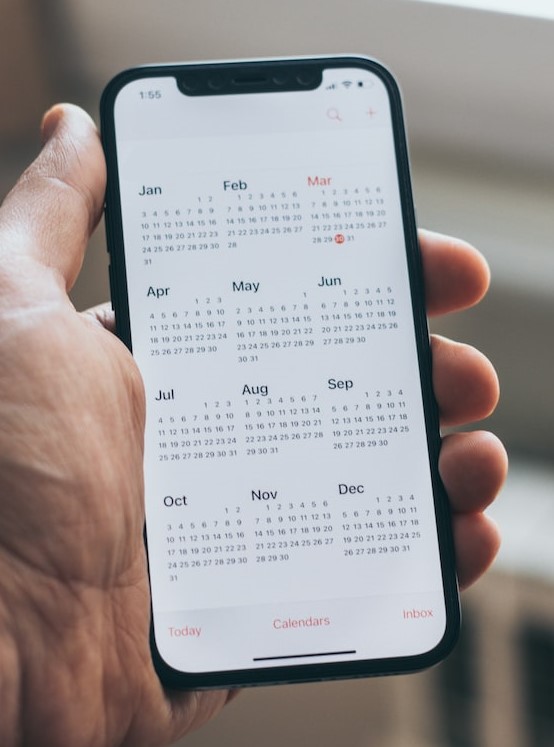 1:55
Jan
1 2
3 4 5 6 7 8 9
10 11 12 13 14 15 16
17 18 19 20 21 22 23
24 25 26 27 28 29 30
31
Feb
1 2 3 4 5 6
7 8 9 10 11 12 13
14 15 16 17 18 19 20
21 22 23 24 25 26 27
28
Mar
1 2 3 4 5 6
7 8 9 10 11 12 13
14 15 16 17 18 19 20
21 22 23 24 25 26 27
28 29 30 31
Apr
1 2 3
4 5 6 7 8 9 10
11 12 13 14 15 16 17
18 19 20 21 22 23 24
25 26 27 28 29 30
May
1
2 3 4 5 6 7 8
9 10 11 12 13 14 15
16 17 18 19 20 21 22
23 24 25 26 27 28 29
30 31
Jun
1 2 3 4 5
6 7 8 9 10 11 12
13 14 15 16 17 18 19
20 21 22 23 24 25 26
27 28 29 30
Jul
1 2 3
4 5 6 7 8 9 10
11 12 13 14 15 16 17
18 19 20 21 22 23 24
25 26 27 28 29 30 31
Aug
1 2 3 4 5 6 7
8 9 10 11 12 13 14
15 16 17 18 19 20 21
22 23 24 25 26 27 28
29 30 31
Sep
1 2 3 4
5 6 7 8 9 10 11
12 13 14 15 16 17 18
19 20 21 22 23 24 25
26 27 28 29 30
Oct
1 2
3 4 5 6 7 8 9
10 11 12 13 14 15 16
17 18 19 20 21 22 23
24 25 26 27 28 29 30
31
Nov
1 2 3 4 5 6
7 8 9 10 11 12 13
14 15 16 17 18 19 20
21 22 23 24 25 26 27
28 29 30
Dec
1 2 3 4
5 6 7 8 9 10 11
12 13 14 15 16 17 18
19 20 21 22 23 24 25
26 27 28 29 30 31
Today
Calendars
Inbox